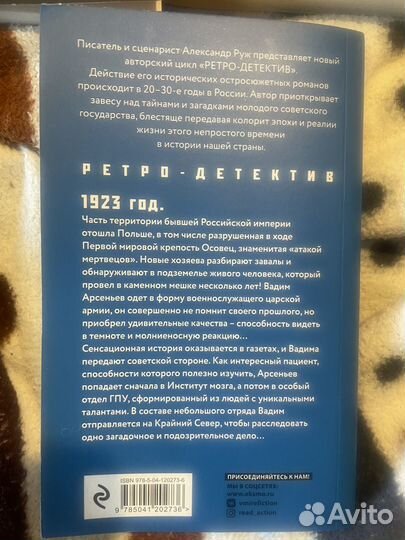 Писатель и сценарист Александр Руж представляет новый
авторский цикл «РЕТРО-ДЕТЕКТИВ».
Действие его исторических остросюжетных романов
происходит в 20–30-е годы в России. Автор приоткрывает
завесу над тайнами и загадками молодого советского
государства, блестяще передавая колорит эпохи и реалии
жизни этого непростого времени
в истории нашей страны.
РЕТРО-ДЕТЕКТИВ
1923 год.
Часть территории бывшей Российской империи
отошла Польше, в том числе разрушенная в ходе
Первой мировой крепость Осовец, знаменитая «атакой
мертвецов». Новые хозяева разбирают завалы и
обнаруживают в подземелье живого человека, который
провел в каменном мешке несколько лет! Вадим
Арсеньев одет в форму военнослужащего царской
армии, он совершенно не помнит своего прошлого, но
приобрел удивительные качества – способность видеть
в темноте и молниеносную реакцию...
Сенсационная история оказывается в газетах, и Вадима
передают советской стороне. Как интересный пациент,
способности которого полезно изучить, Арсеньев
попадает сначала в Институт мозга, а потом в особый
отдел ГПУ, сформированный из людей с уникальными
талантами. В составе небольшого отряда Вадим
отправляется на Крайний Север, чтобы расследовать
одно загадочное и подозрительное дело...
ISBN 978-5-04-120273-6
9 785041 202736 >
ПРИСОЕДИНЯЙТЕСЬ К НАМ!
МЫ В СОЦСЕТЯХ:
www.eksmo.ru
vmirefiction
read_action
Avito